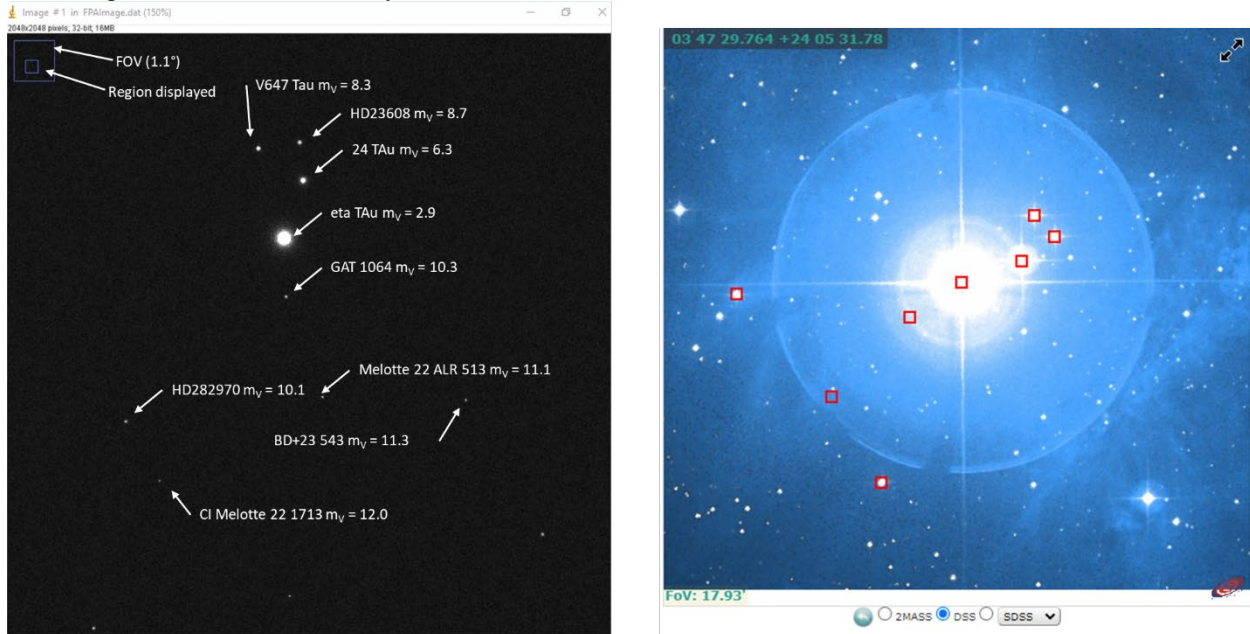 Image # 1 in FPAImage.dat (150%)
2048x2048 pixels, 32-bit, 16MB
FOV (1.1°)
Region displayed
V647 Tau mV = 8.3
HD23608 mV = 8.7
24 TAu mV = 6.3
eta TAu mV = 2.9
GAT 1064 mV = 10.3
Melotte 22 ALR 513 mV = 11.1
HD282970 mV = 10.1
BD+23 543 mV = 11.3
Cl Melotte 22 1713 mV = 12.0
03 47 29.764 +24 05 31.78
FoV: 17.93'
2MASS DSS SDSS